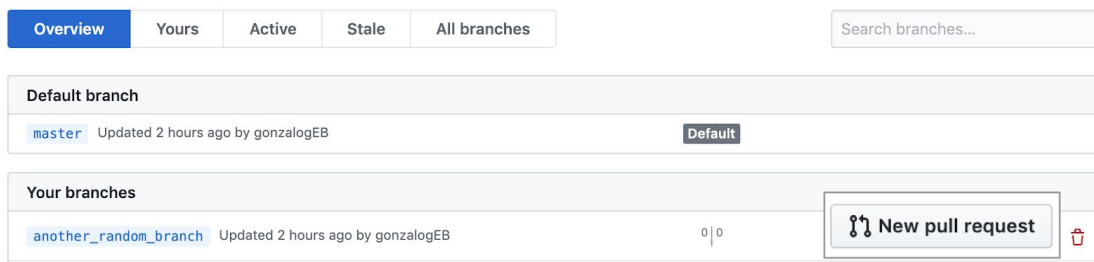 Overview Yours Active Stale All branches Search branches...
Default branch
master Updated 2 hours ago by gonzalogEB Default
Your branches
another_random_branch Updated 2 hours ago by gonzalogEB 0 0 New pull request